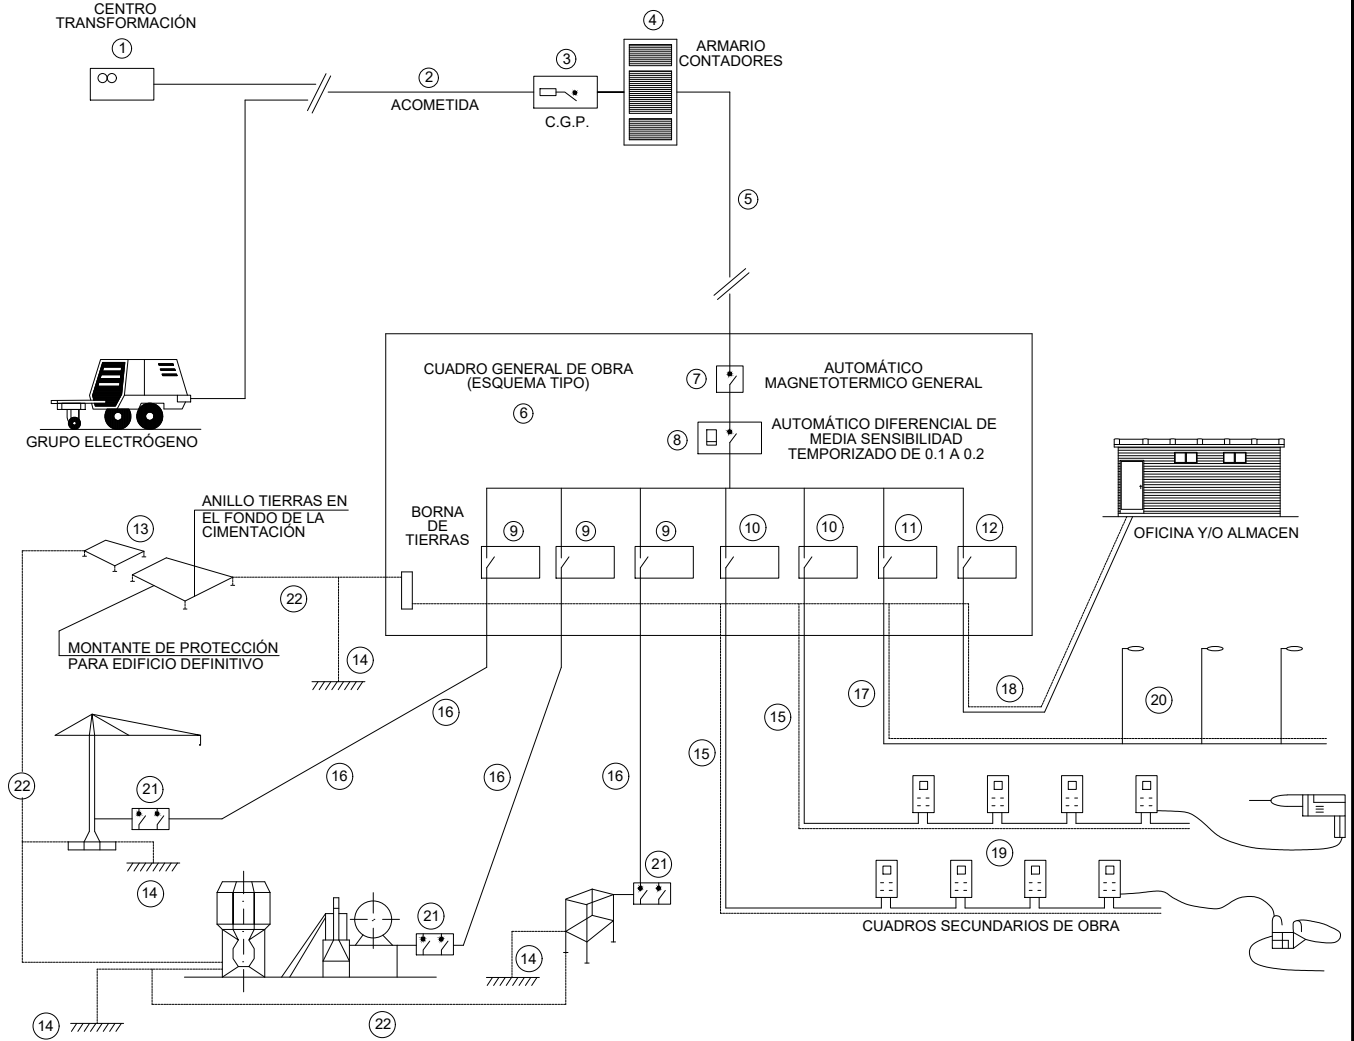 CENTRO
TRANSFORMACIÓN
1
2
ACOMETIDA
3
C.G.P.
4
ARMARIO
CONTADORES
5
GRUPO ELECTRÓGENO
CUADRO GENERAL DE OBRA
(ESQUEMA TIPO)
6
7
AUTOMÁTICO
MAGNETOTERMICO GENERAL
8
AUTOMÁTICO DIFERENCIAL DE
MEDIA SENSIBILIDAD
TEMPORIZADO DE 0.1 A 0.2
BORNA
DE
TIERRAS
9
9
9
10
10
11
12
OFICINA Y/O ALMACEN
ANILLO TIERRAS EN
EL FONDO DE LA
CIMENTACIÓN
13
22
MONTANTE DE PROTECCIÓN
PARA EDIFICIO DEFINITIVO
14
16
16
16
16
15
15
17
18
20
22
21
14
21
21
14
19
CUADROS SECUNDARIOS DE OBRA
14
22